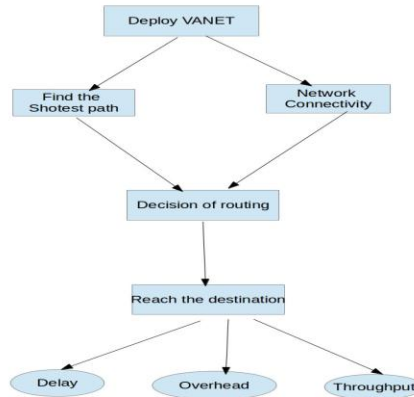 Deploy VANET
Find the
Shotest path
Network
Connectivity
Decision of routing
Reach the destination
Delay
Overhead
Throughput